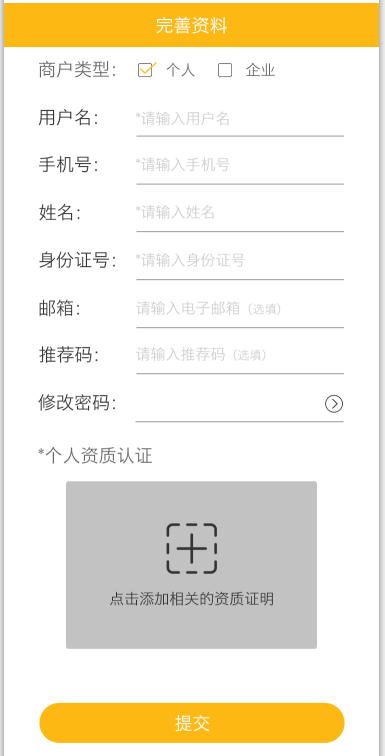 完善资料
商户类型: 个人 企业
用户名: *请输入用户名
手机号: *请输入手机号
姓名: *请输入姓名
身份证号: *请输入身份证号
邮箱: 请输入电子邮箱 (选填)
推荐码: 请输入推荐码 (选填)
修改密码:
*个人资质认证
点击添加相关的资质证明
提交